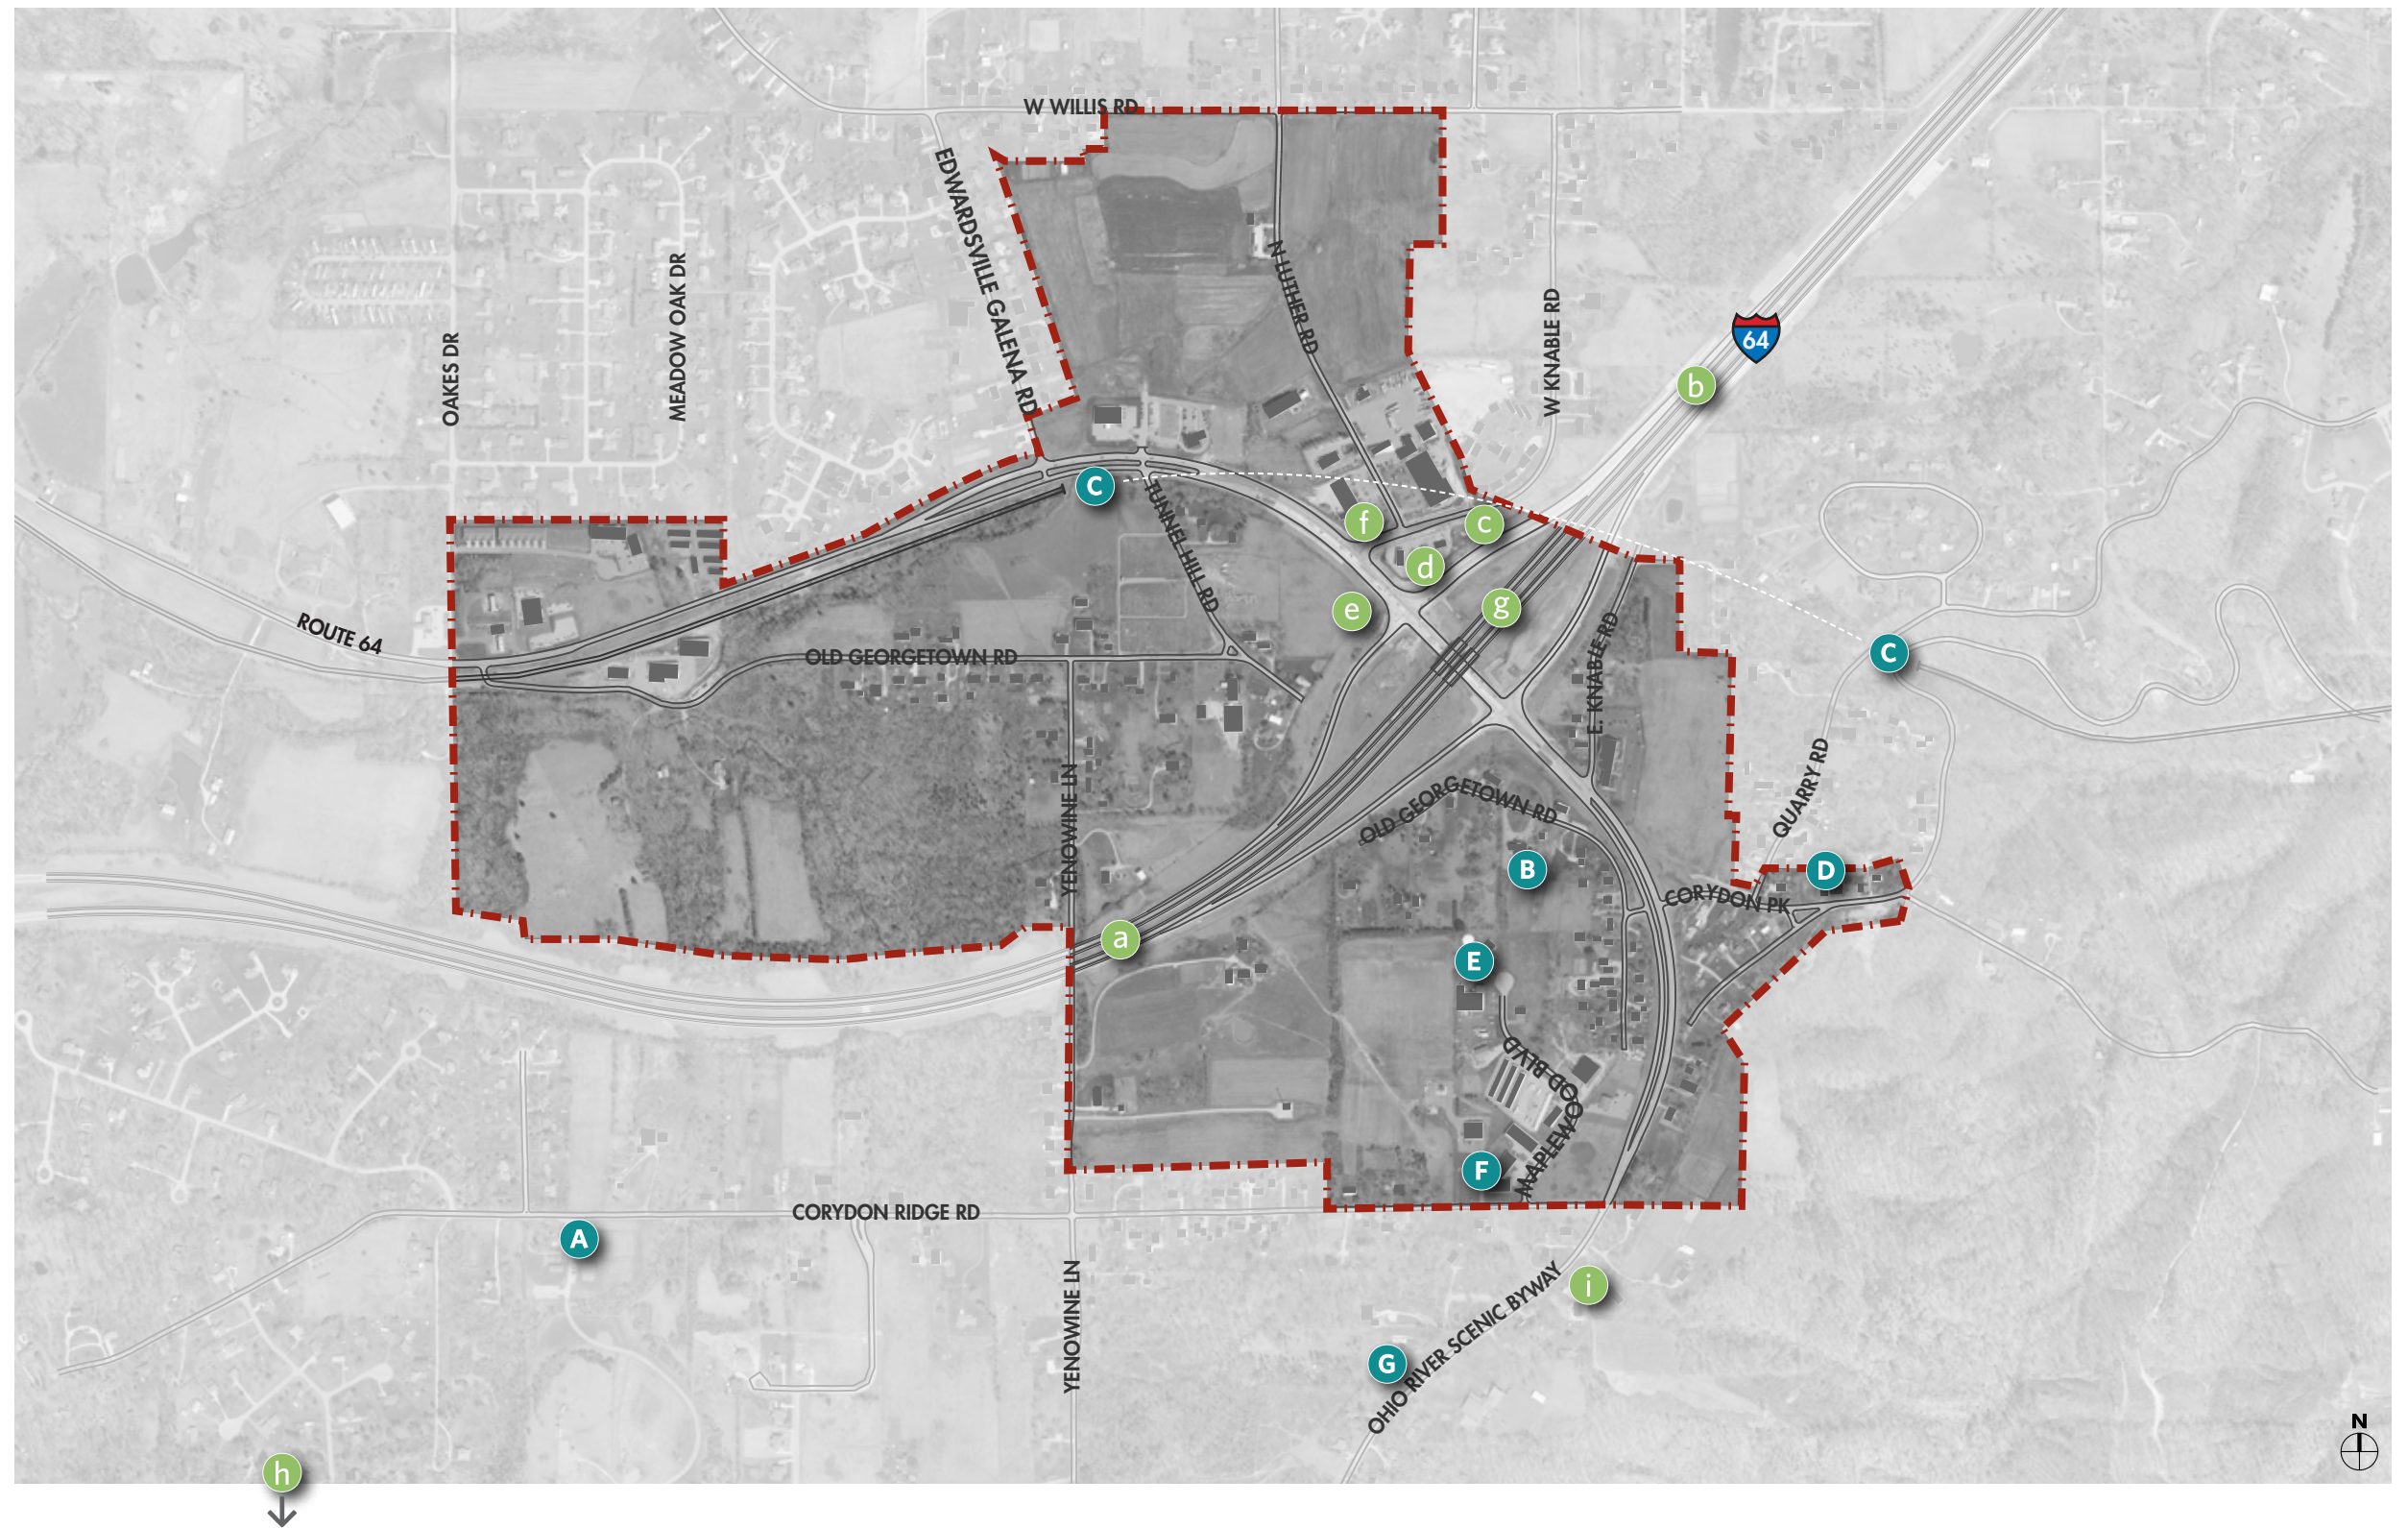 W WILLIS RD
EDWARDSVILLE GALENA RD
N LUTHER RD
OAKES DR
MEADOW OAK DR
W KNABLE RD
64
b
C
TUNNEL HILL RD
f
c
d
e
g
ROUTE 64
OLD GEORGETOWN RD
E. KNABLE RD
C
YENOWINE LN
OLD GEORGETOWN RD
QUARRY RD
B
D
CORYDON PK
a
E
MAPLEWOOD BLVD
F
CORYDON RIDGE RD
A
YENOWINE LN
i
OHIO RIVER SCENIC BYWAY
G
N
h